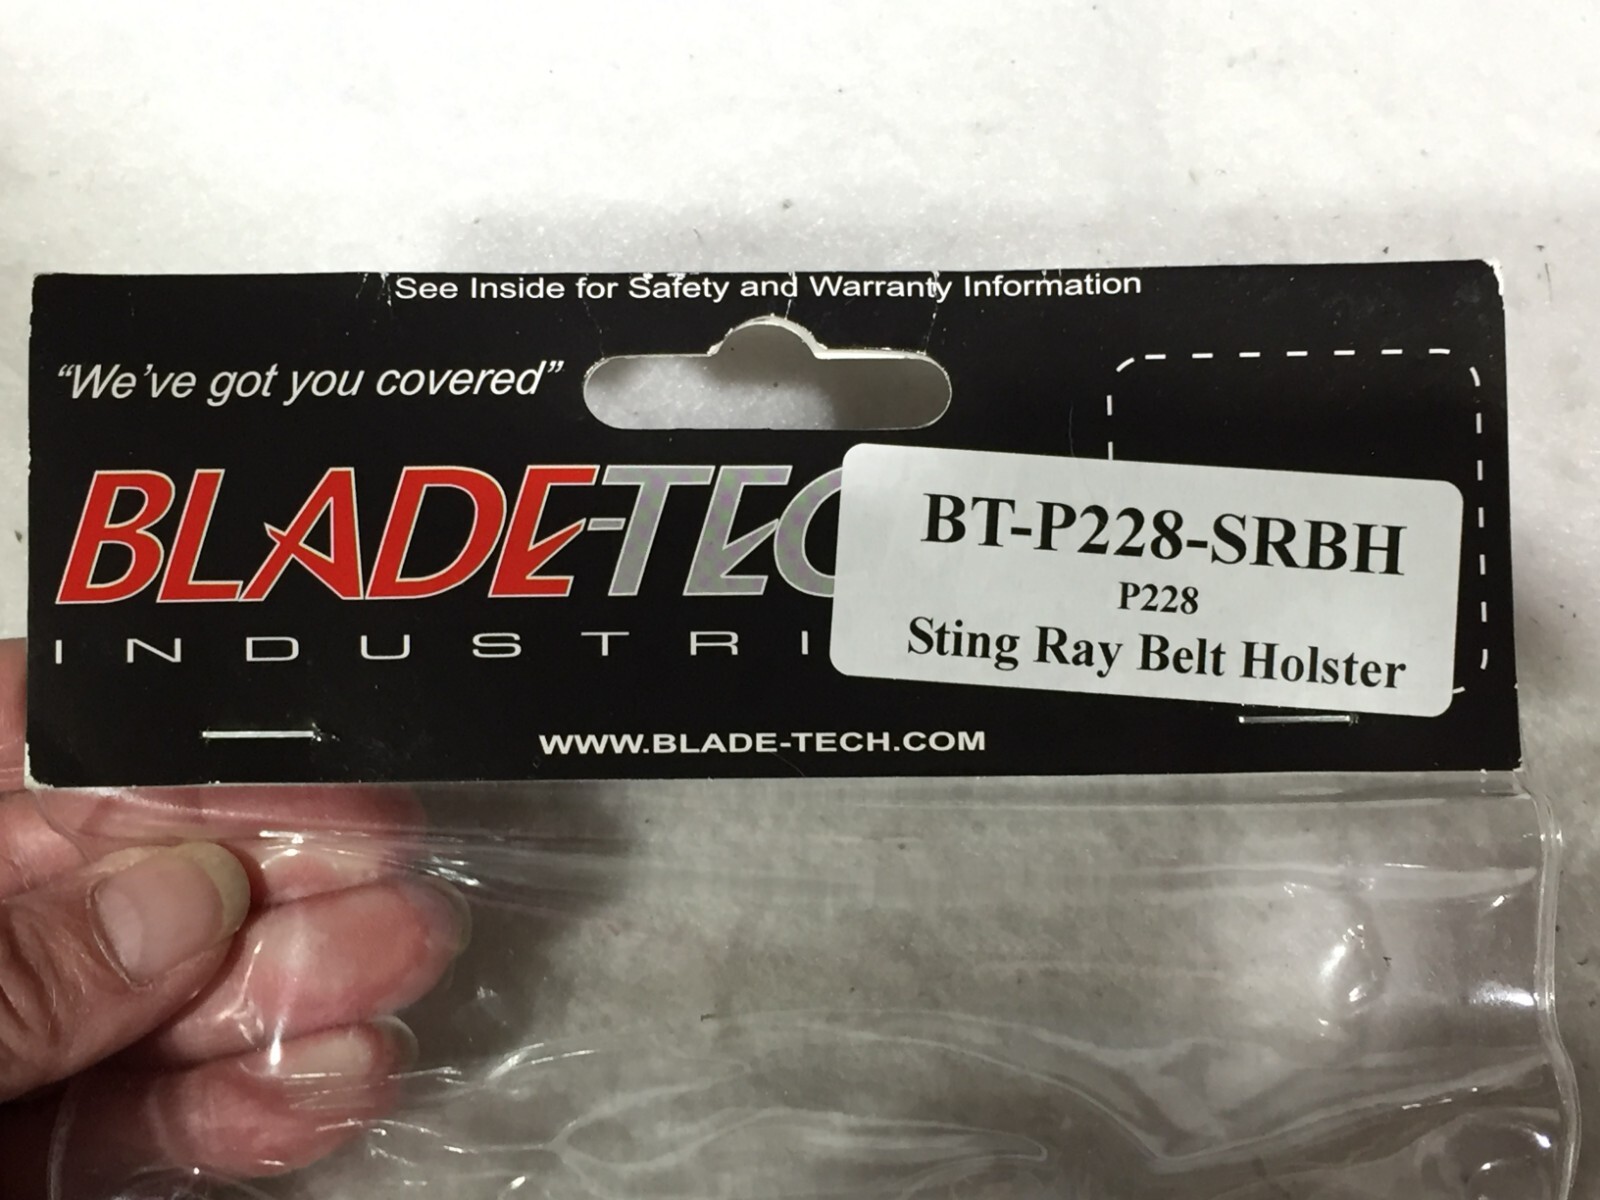 See Inside for Safety and Warranty Information
“We’ve got you covered”
BLADE-TEC
INDUSTRI
BT-P228-SRBH
P228
Sting Ray Belt Holster
WWW.BLADE-TECH.COM